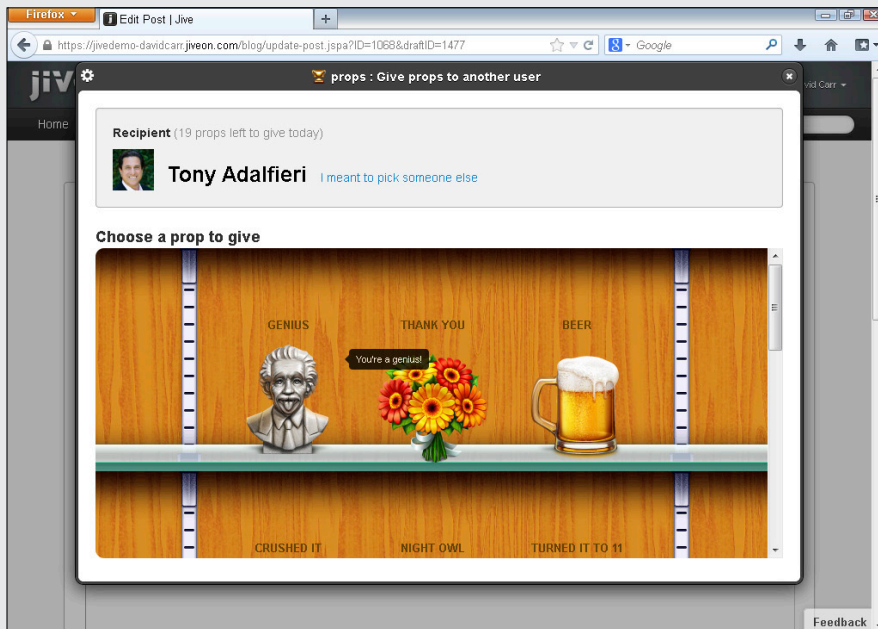 Firefox
Edit Post | Jive
https://jivedemo-davidcarr.jiveon.com/blog/update-post.jspa?ID=1068&draftID=1477
Google
jiv
props : Give props to another user
vid Carr
Home
Recipient (19 props left to give today)
Tony Adalfieri I meant to pick someone else
Choose a prop to give
GENIUS THANK YOU BEER
You're a genius!
CRUSHED IT NIGHT OWL TURNED IT TO 11
Feedback